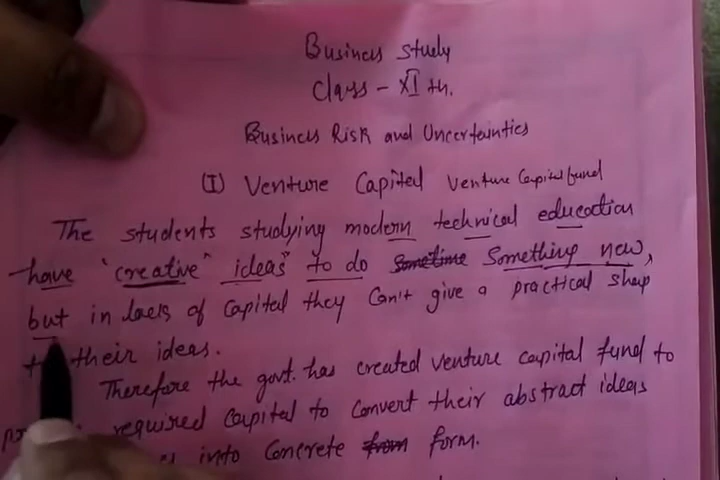 Business study
Class - XI th.
Business Risk and Uncertainties
(I) Venture Capital Venture Capital fund
The students studying modern technical education
have "creative" ideas" to do Sometime Something new,
but in lack of Capital they Can't give a practical shap
their ideas.
Therefore the govt. has created venture capital fund to
required Capital to Convert their abstract ideas
into Concrete from form.